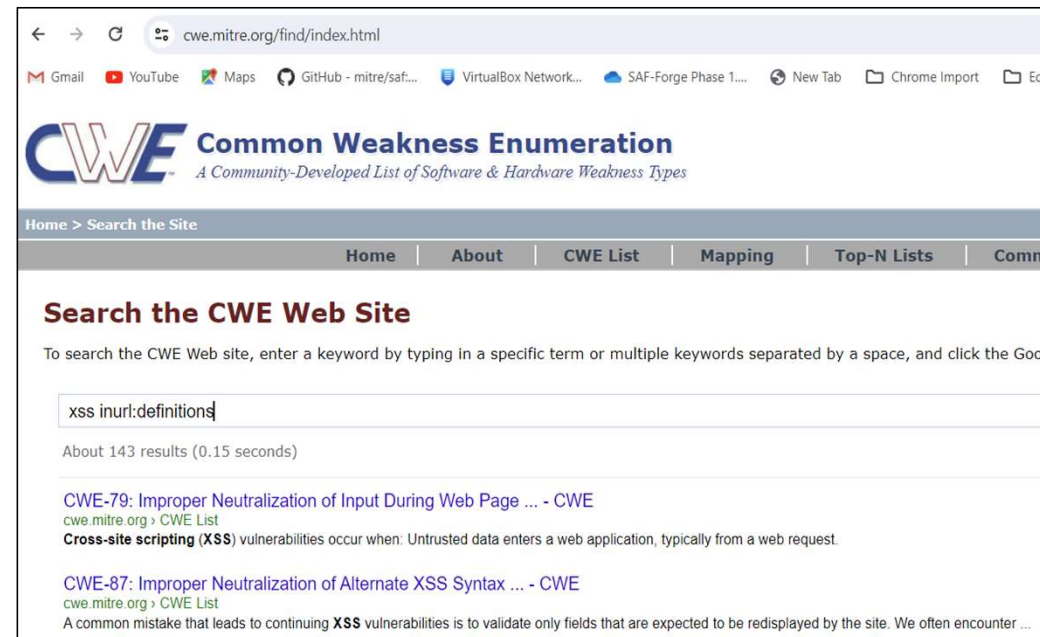 cwe.mitre.org/find/index.html
Gmail YouTube Maps GitHub - mitre/saf:... VirtualBox Network... SAF-Forge Phase 1.... New Tab Chrome Import
CWE Common Weakness Enumeration
A Community-Developed List of Software & Hardware Weakness Types
Home > Search the Site
Home About CWE List Mapping Top-N Lists Comm
Search the CWE Web Site
To search the CWE Web site, enter a keyword by typing in a specific term or multiple keywords separated by a space, and click the Goo
xss inurl:definitions
About 143 results (0.15 seconds)
CWE-79: Improper Neutralization of Input During Web Page ... - CWE
cwe.mitre.org › CWE List
Cross-site scripting (XSS) vulnerabilities occur when: Untrusted data enters a web application, typically from a web request.
CWE-87: Improper Neutralization of Alternate XSS Syntax ... - CWE
cwe.mitre.org › CWE List
A common mistake that leads to continuing XSS vulnerabilities is to validate only fields that are expected to be redisplayed by the site. We often encounter ...